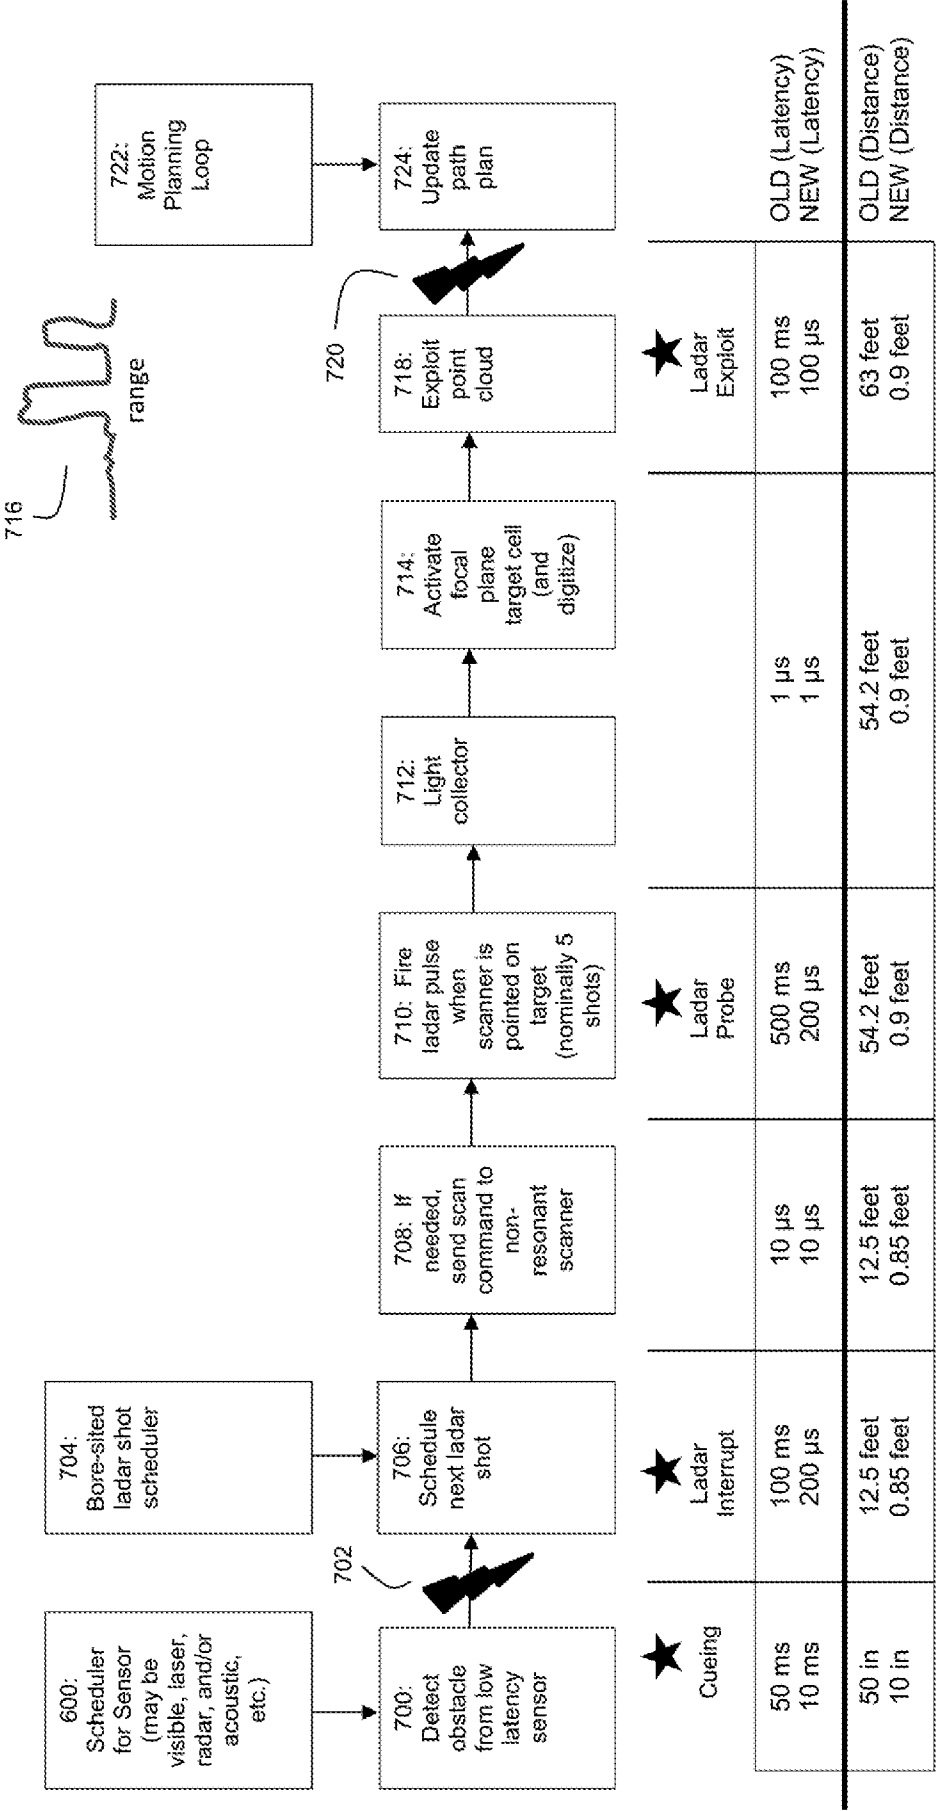 600:
Scheduler
for Sensor
(may be
visible, laser,
radar, and/or
acoustic,
etc.)
704:
Bore-sited
ladar shot
scheduler
716
range
722:
Motion
Planning
Loop
700:
Detect
obstacle
from low
latency
sensor
702
706:
Schedule
next ladar
shot
708: If
needed,
send scan
command to
non-
resonant
scanner
710: Fire
ladar pulse
when
scanner is
pointed on
target
(nominally 5
shots)
712:
Light
collector
714:
Activate
focal
plane
target cell
(and
digitize)
718:
Exploit
point
cloud
720
724:
Update
path
plan
Cueing
Ladar
Interrupt
Ladar
Probe
Ladar
Exploit
50 ms
10 ms
100 ms
200 µs
10 µs
10 µs
500 ms
200 µs
1 µs
1 µs
100 ms
100 µs
OLD (Latency)
NEW (Latency)
50 in
10 in
12.5 feet
0.85 feet
12.5 feet
0.85 feet
54.2 feet
0.9 feet
54.2 feet
0.9 feet
63 feet
0.9 feet
OLD (Distance)
NEW (Distance)